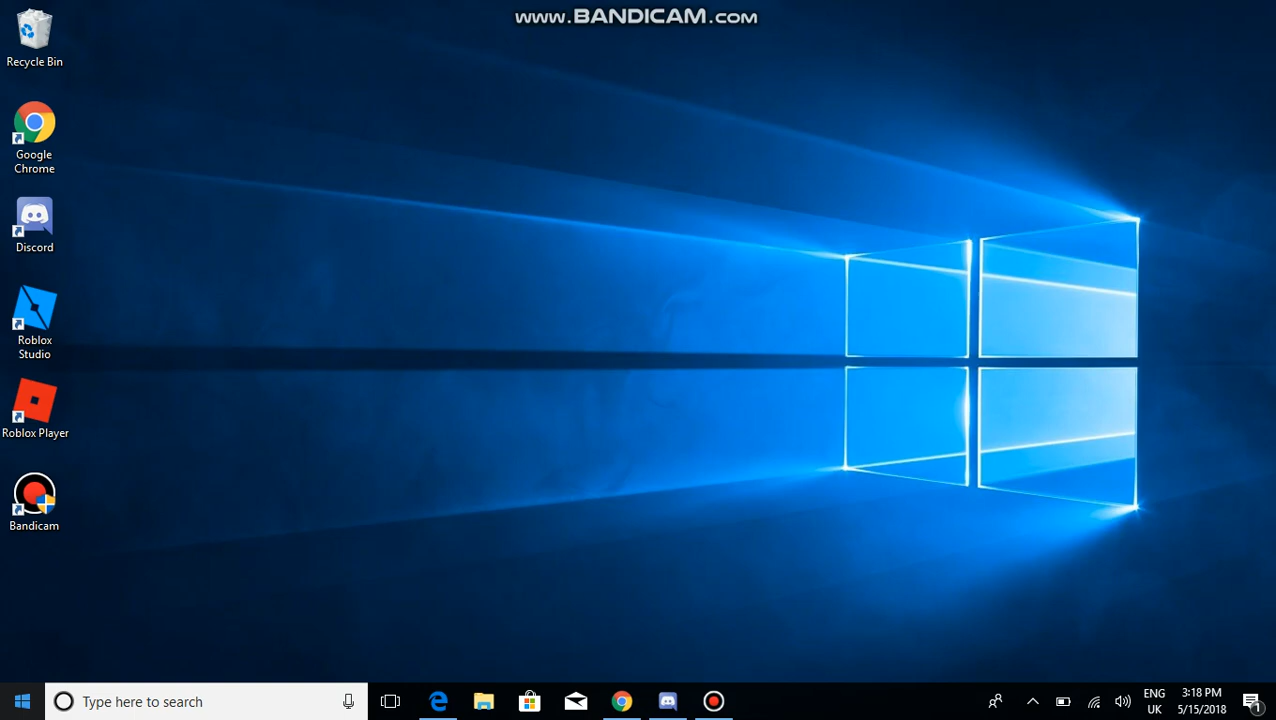 www.BANDICAM.com
Recycle Bin
Google
Chrome
Discord
Roblox
Studio
Roblox Player
Bandicam
Type here to search
ENG
UK
3:18 PM
5/15/2018
1